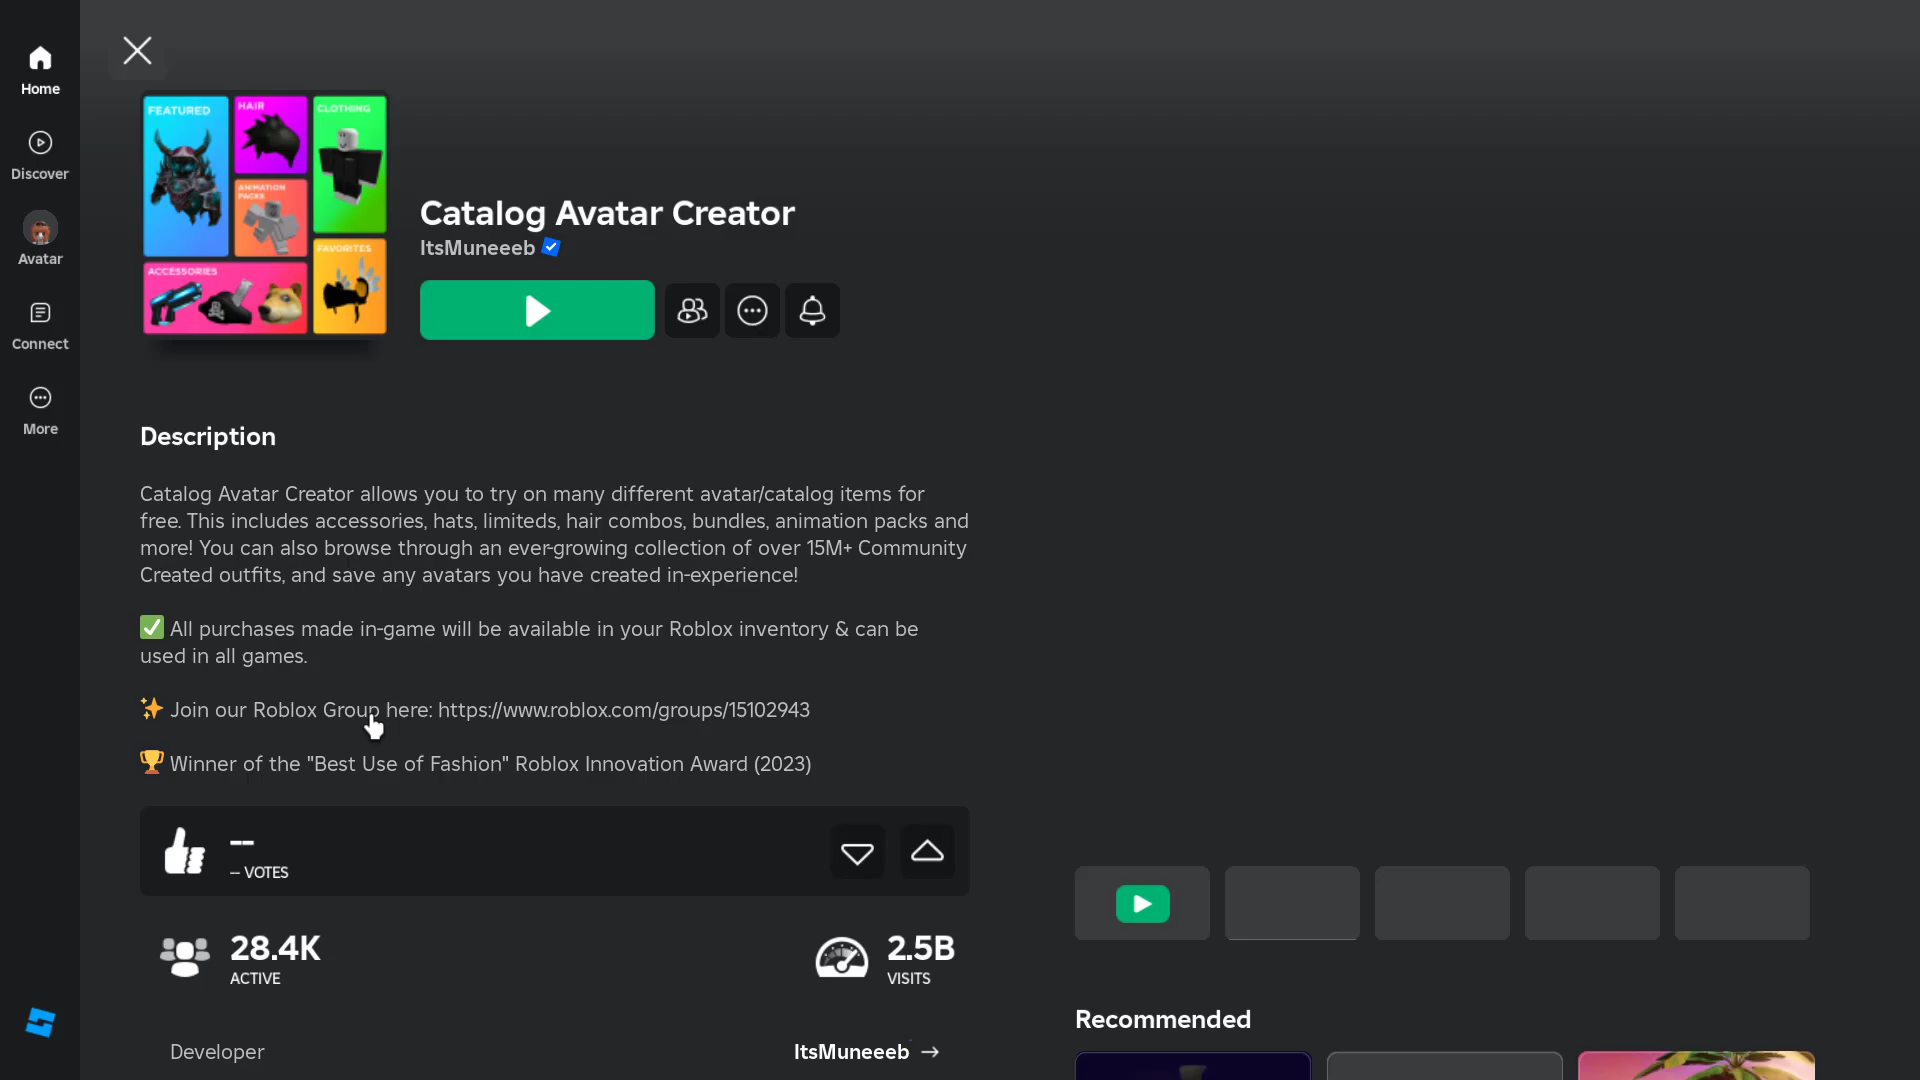 Home
Discover
Avatar
Connect
More
FEATURED
HAIR
CLOTHING
ANIMATION
PACKS
FAVORITES
ACCESSORIES
Catalog Avatar Creator
ItsMuneeeb
Description
Catalog Avatar Creator allows you to try on many different avatar/catalog items for
free. This includes accessories, hats, limiteds, hair combos, bundles, animation packs and
more! You can also browse through an ever-growing collection of over 15M+ Community
Created outfits, and save any avatars you have created in-experience!
✅ All purchases made in-game will be available in your Roblox inventory & can be
used in all games.
✨ Join our Roblox Group here: https://www.roblox.com/groups/15102943
🏆 Winner of the "Best Use of Fashion" Roblox Innovation Award (2023)
--
-- VOTES
28.4K
ACTIVE
2.5B
VISITS
Developer
ItsMuneeeb →
Recommended